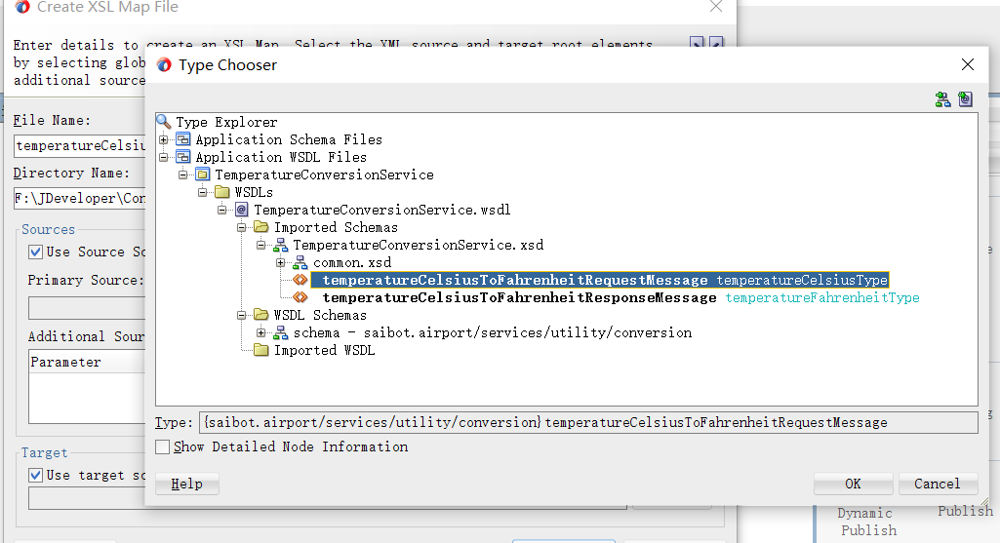 Create XSL Map File
Enter details to create an XSL Map. Select the XML source and target root elements
by selecting glob
additional source
File Name:
temperatureCelsiu
Directory Name:
F:\JDeveloper\Con
Sources
Use Source Sc
Primary Source:
Additional Sour
Parameter
Target
Use target sc
Type Chooser
Type Explorer
Application Schema Files
Application WSDL Files
TemperatureConversionService
WSDLs
TemperatureConversionService.wsdl
Imported Schemas
TemperatureConversionService.xsd
common.xsd
temperatureCelsiusToFahrenheitRequestMessage temperatureCelsiusType
temperatureCelsiusToFahrenheitResponseMessage temperatureFahrenheitType
WSDL Schemas
schema - saibot.airport/services/utility/conversion
Imported WSDL
Type: {saibot.airport/services/utility/conversion}temperatureCelsiusToFahrenheitRequestMessage
Show Detailed Node Information
Help
OK
Cancel
Dynamic
Publish
Publish